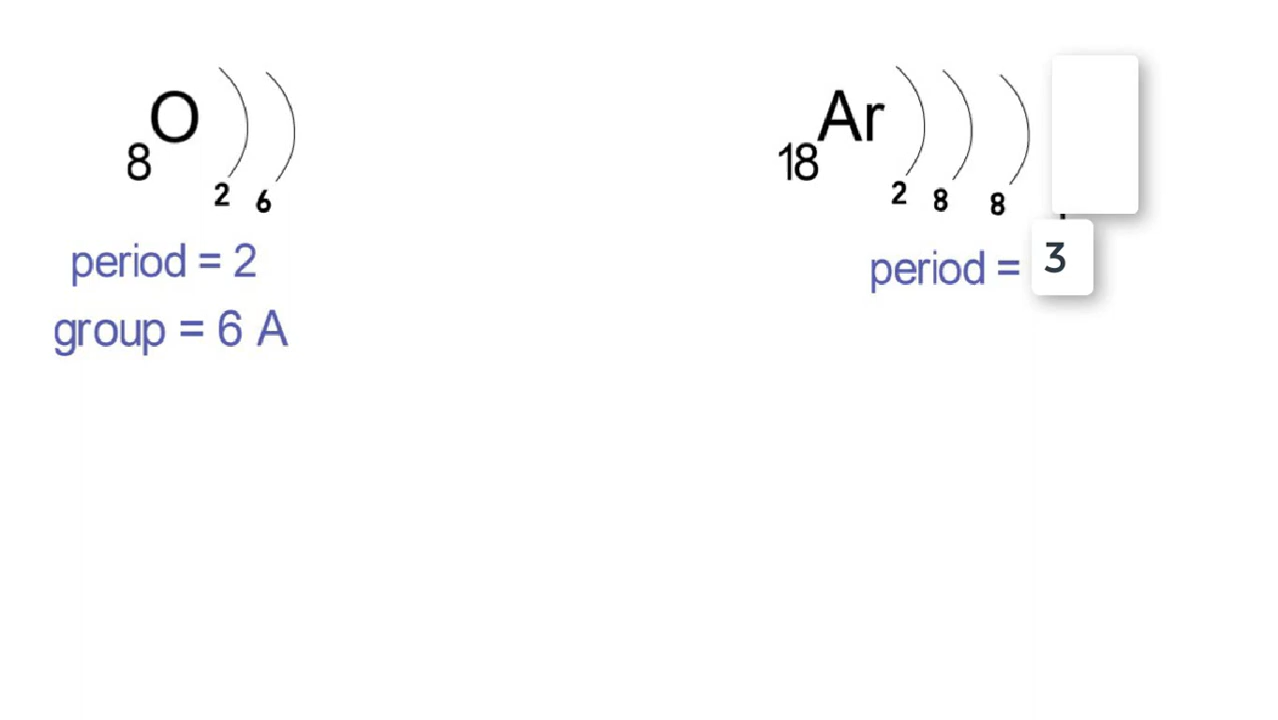 8O 2 6
period = 2
group = 6 A
18Ar 2 8 8
period = 3